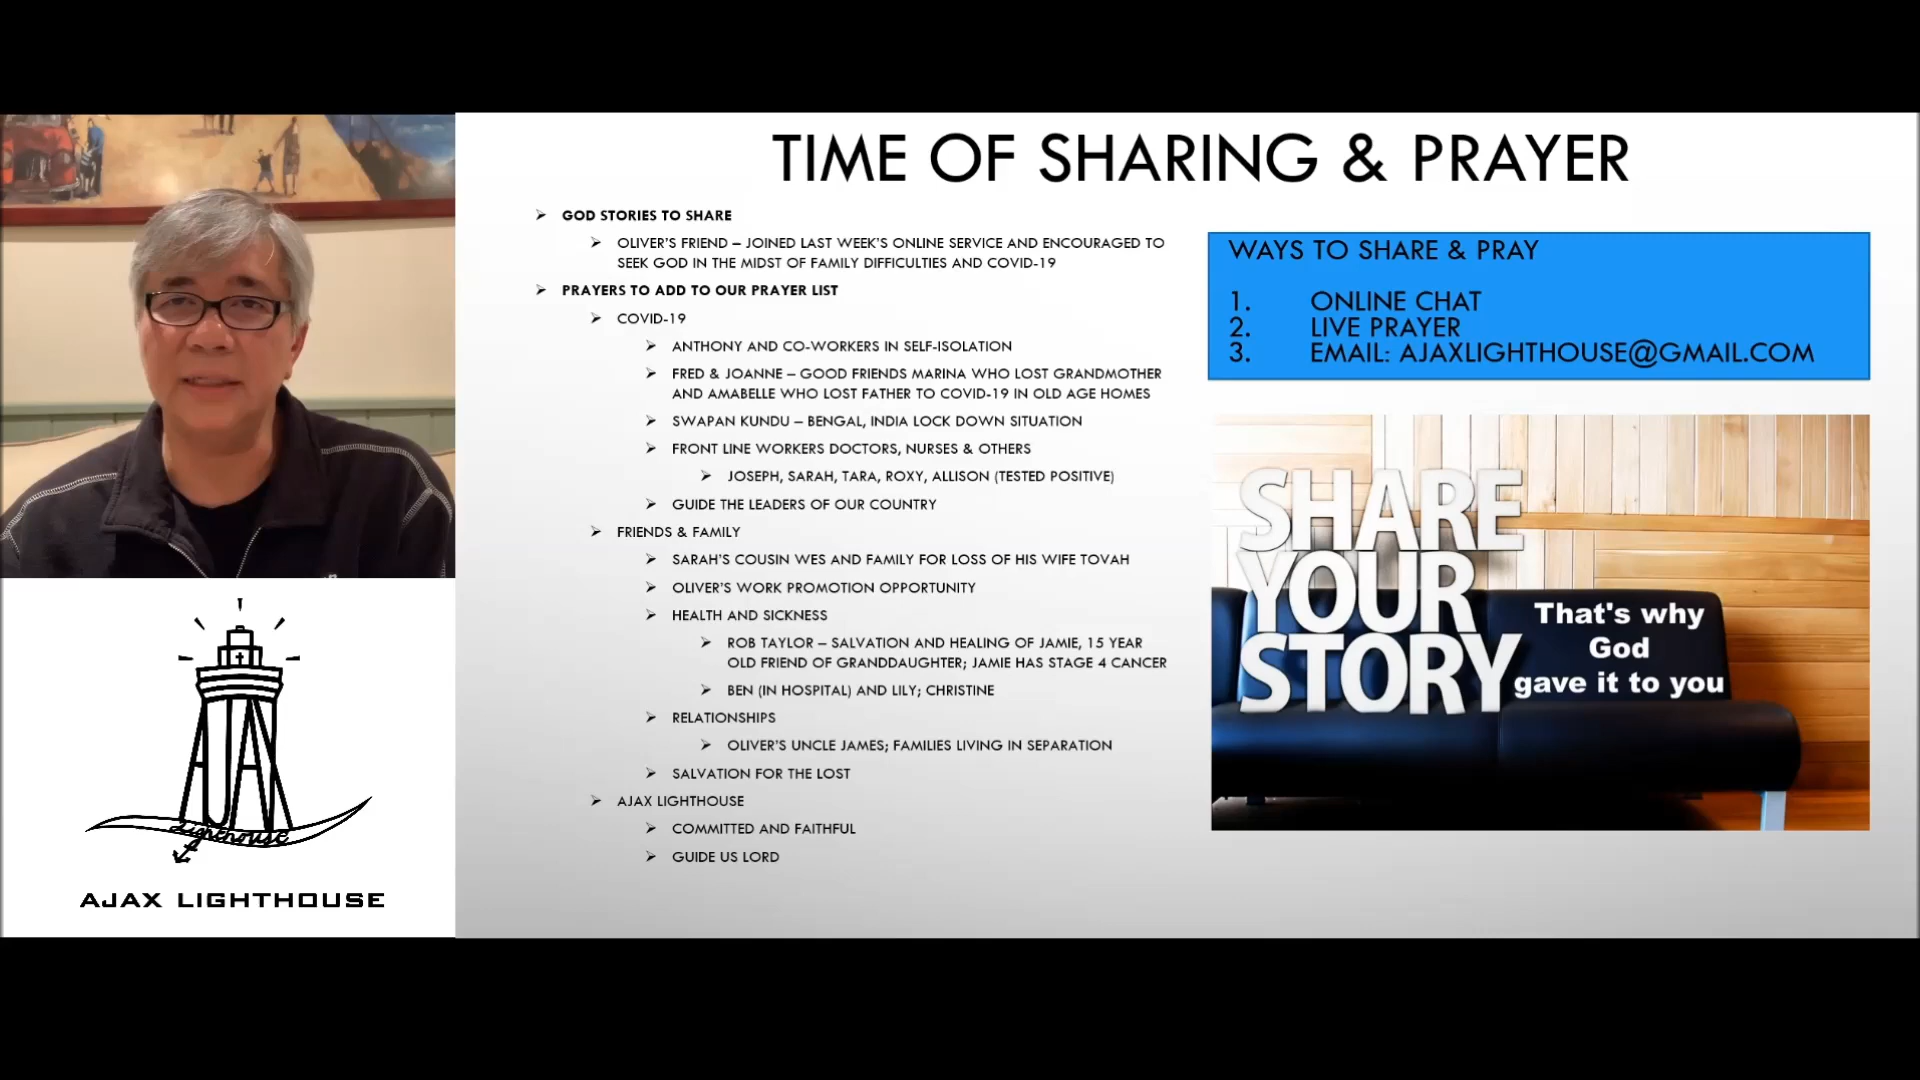 TIME OF SHARING & PRAYER
GOD STORIES TO SHARE
OLIVER'S FRIEND – JOINED LAST WEEK'S ONLINE SERVICE AND ENCOURAGED TO
SEEK GOD IN THE MIDST OF FAMILY DIFFICULTIES AND COVID-19
PRAYERS TO ADD TO OUR PRAYER LIST
COVID-19
ANTHONY AND CO-WORKERS IN SELF-ISOLATION
FRED & JOANNE – GOOD FRIENDS MARINA WHO LOST GRANDMOTHER
AND AMABELLE WHO LOST FATHER TO COVID-19 IN OLD AGE HOMES
SWAPAN KUNDU – BENGAL, INDIA LOCK DOWN SITUATION
FRONT LINE WORKERS DOCTORS, NURSES & OTHERS
JOSEPH, SARAH, TARA, ROXY, ALLISON (TESTED POSITIVE)
GUIDE THE LEADERS OF OUR COUNTRY
FRIENDS & FAMILY
SARAH'S COUSIN WES AND FAMILY FOR LOSS OF HIS WIFE TOVAH
OLIVER'S WORK PROMOTION OPPORTUNITY
HEALTH AND SICKNESS
ROB TAYLOR – SALVATION AND HEALING OF JAMIE, 15 YEAR
OLD FRIEND OF GRANDDAUGHTER; JAMIE HAS STAGE 4 CANCER
BEN (IN HOSPITAL) AND LILY; CHRISTINE
RELATIONSHIPS
OLIVER'S UNCLE JAMES; FAMILIES LIVING IN SEPARATION
SALVATION FOR THE LOST
AJAX LIGHTHOUSE
COMMITTED AND FAITHFUL
GUIDE US LORD
WAYS TO SHARE & PRAY
1. ONLINE CHAT
2. LIVE PRAYER
3. EMAIL: AJAXLIGHTHOUSE@GMAIL.COM
SHARE
YOUR
STORY
That's why
God
gave it to you
AJAX
Lighthouse
AJAX LIGHTHOUSE